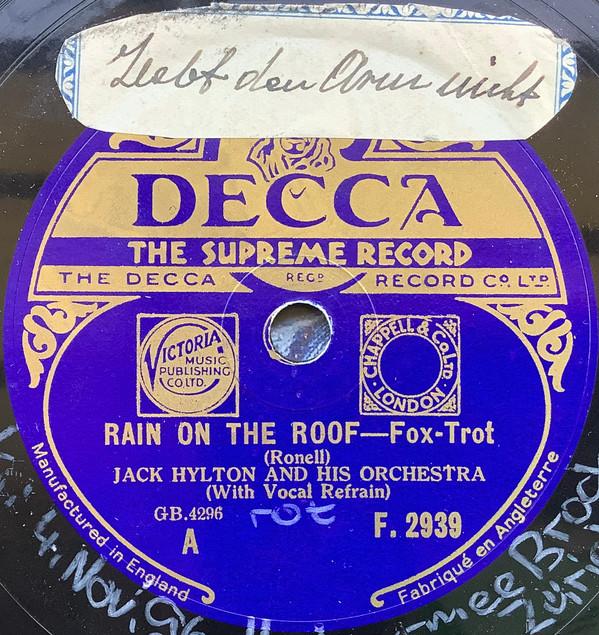 den Arm nicht
DECCA
THE SUPREME RECORD
THE DECCA REGD RECORD CO. LTD.
VICTORIA
MUSIC
PUBLISHING
CO. LTD.
CHAPPELL & Co. LTD.
LONDON
RAIN ON THE ROOF—Fox-Trot
(Ronell)
JACK HYLTON AND HIS ORCHESTRA
(With Vocal Refrain)
GB.4296 rot F. 2939
A
Manufactured in England
Fabriqué en Angleterre
4. Nov. 96